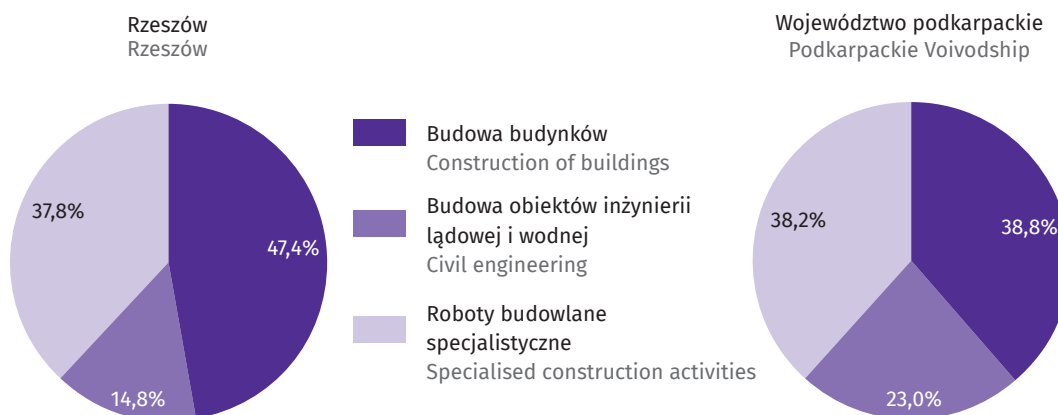 Rzeszów
Rzeszów
37,8%
47,4%
14,8%
Budowa budynków
Construction of buildings
Budowa obiektów inżynierii
lądowej i wodnej
Civil engineering
Roboty budowlane
specjalistyczne
Specialised construction activities
Województwo podkarpackie
Podkarpackie Voivodship
38,2%
38,8%
23,0%